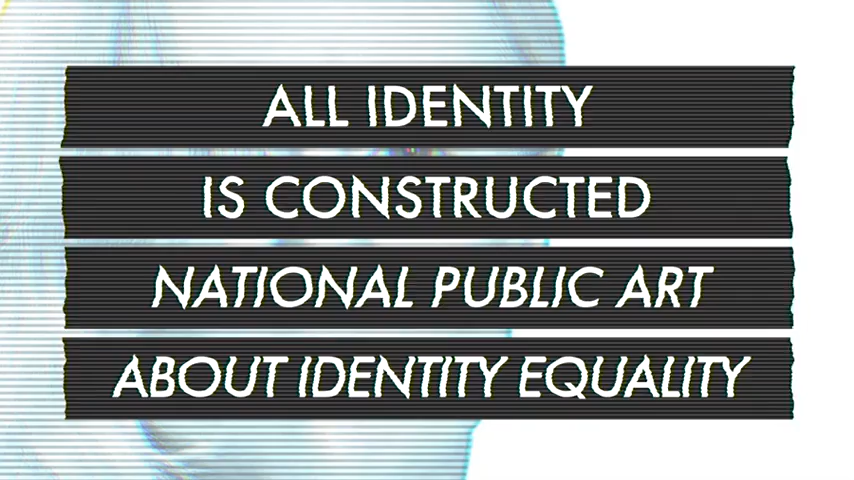 ALL IDENTITY
IS CONSTRUCTED
NATIONAL PUBLIC ART
ABOUT IDENTITY EQUALITY